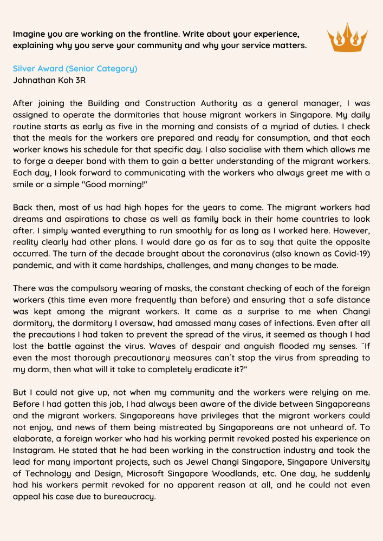 Imagine you are working on the frontline. Write about your experience,
explaining why you serve your community and why your service matters.
Silver Award (Senior Category)
Johnathan Koh 3R
After joining the Building and Construction Authority as a general manager, I was
assigned to operate the dormitories that house migrant workers in Singapore. My daily
routine starts as early as five in the morning and consists of a myriad of duties. I check
that the meals for the workers are prepared and ready for consumption, and that each
worker knows his schedule for that specific day. I also socialise with them which allows me
to forge a deeper bond with them to gain a better understanding of the migrant workers.
Each day, I look forward to communicating with the workers who always greet me with a
smile or a simple "Good morning!"
Back then, most of us had high hopes for the years to come. The migrant workers had
dreams and aspirations to chase as well as family back in their home countries to look
after. I simply wanted everything to run smoothly for as long as I worked here. However,
reality clearly had other plans. I would dare go as far as to say that quite the opposite
occurred. The turn of the decade brought about the coronavirus (also known as Covid-19)
pandemic, and with it came hardships, challenges, and many changes to be made.
There was the compulsory wearing of masks, the constant checking of each of the foreign
workers (this time even more frequently than before) and ensuring that a safe distance
was kept among the migrant workers. It came as a surprise to me when Changi
dormitory, the dormitory I oversaw, had amassed many cases of infections. Even after all
the precautions I had taken to prevent the spread of the virus, it seemed as though I had
lost the battle against the virus. Waves of despair and anguish flooded my senses. "If
even the most thorough precautionary measures can't stop the virus from spreading to
my dorm, then what will it take to completely eradicate it?"
But I could not give up, not when my community and the workers were relying on me.
Before I had gotten this job, I had always been aware of the divide between Singaporeans
and the migrant workers. Singaporeans have privileges that the migrant workers could
not enjoy, and news of them being mistreated by Singaporeans are not unheard of. To
elaborate, a foreign worker who had his working permit revoked posted his experience on
Instagram. He stated that he had been working in the construction industry and took the
lead for many important projects, such as Jewel Changi Singapore, Singapore University
of Technology and Design, Microsoft Singapore Woodlands, etc. One day, he suddenly
had his workers permit revoked for no apparent reason at all, and he could not even
appeal his case due to bureaucracy.